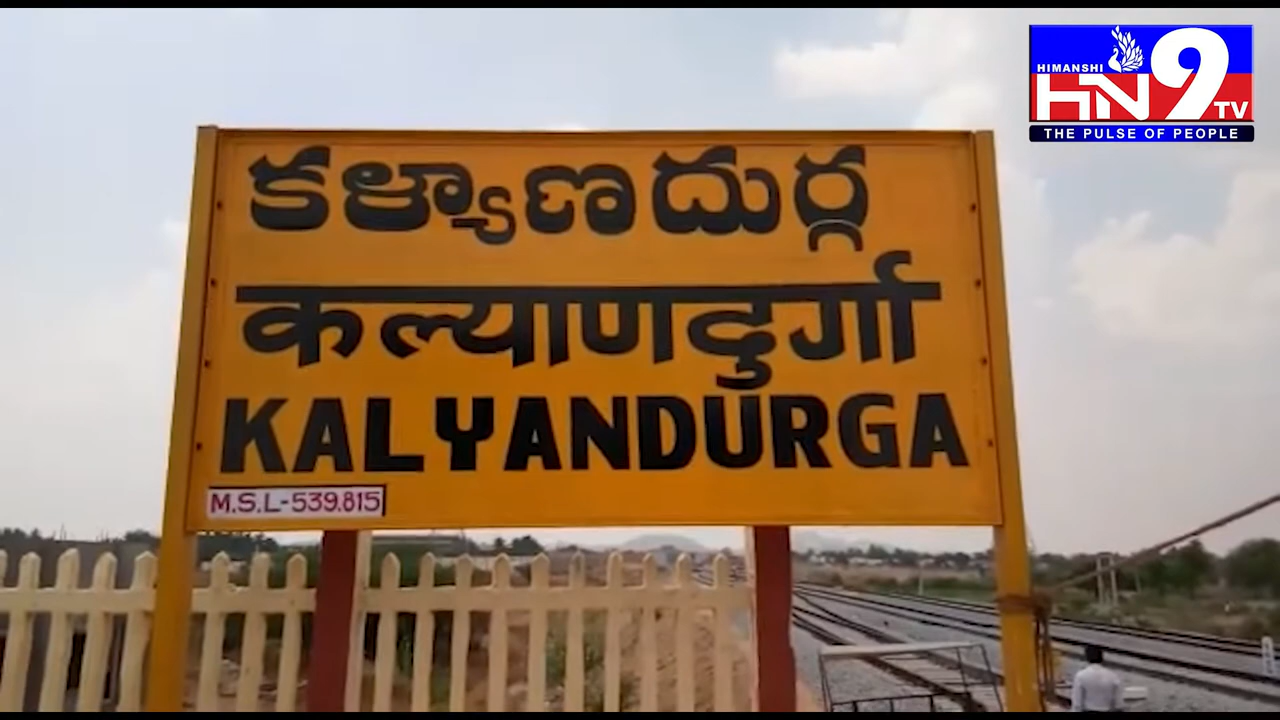 HIMANSHI
HN9
TV
THE PULSE OF PEOPLE
కళ్యాణదుర్గ
कल्याणदुर्गा
KALYANDURGA
M.S.L-539.815